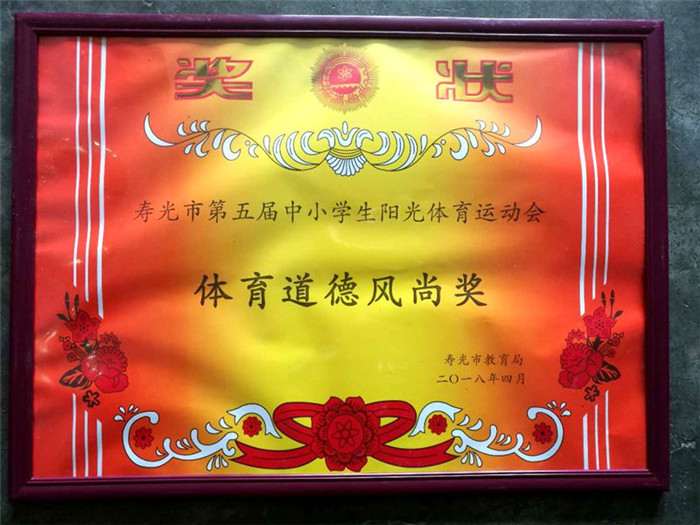 奖 状
寿光市第五届中小学生阳光体育运动会
体育道德风尚奖
寿光市教育局
二〇一八年四月